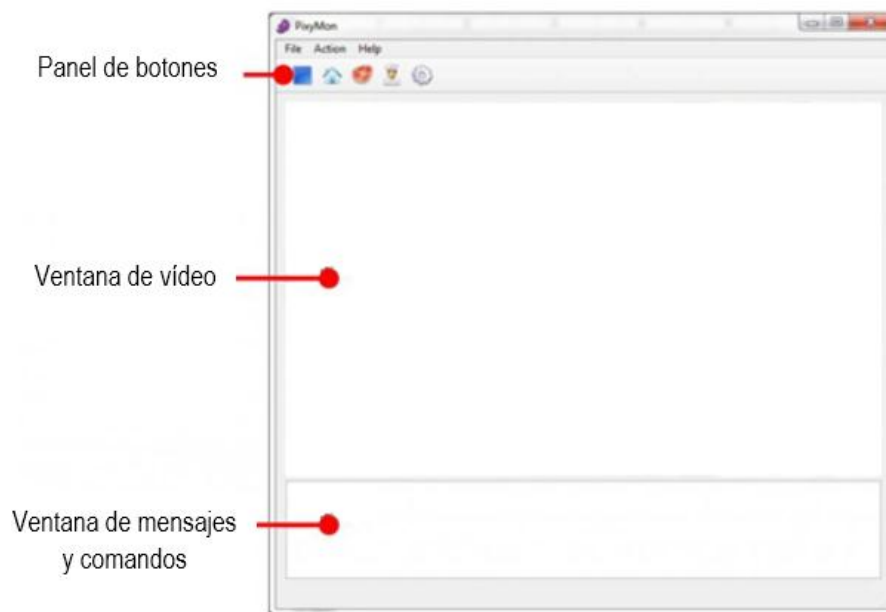 PixyMon
File Action Help
Panel de botones
Ventana de vídeo
Ventana de mensajes
y comandos